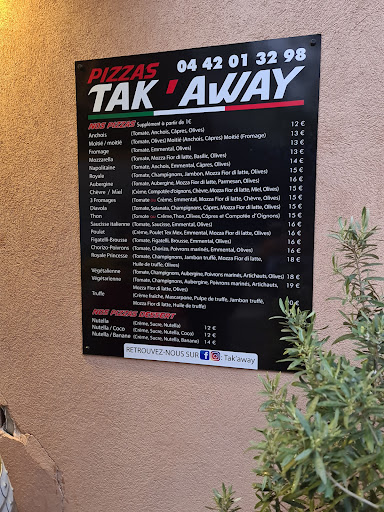 PIZZAS 04 42 01 32 98
TAK'AWAY
NOS PIZZAS Supplément à partir de 1€
Anchois (Tomate, Anchois, Câpres, Olives) 12 €
Moitié / moitié (Tomate, Olives) Moitié (Anchois, Câpres) Moitié (Fromage) 13 €
Fromage (Tomate, Emmental, Olives) 13 €
Mozzarella (Tomate, Mozza Fior di latte, Basilic, Olives) 13 €
Napolitaine (Tomate, Anchois, Emmental, Câpres, Olives) 14 €
Royale (Tomate, Champignons, Jambon, Mozza Fior di latte, Olives) 15 €
Aubergine (Tomate, Aubergine, Mozza Fior di latte, Parmesan, Olives) 16 €
Chèvre / Miel (Crème, Compotée d'oignons, Chèvre, Mozza Fior di latte, Miel, Olives) 15 €
3 Fromages (Tomate ou Crème, Emmental, Mozza Fior di latte, Chèvre, Olives) 15 €
Diavola (Tomate, Spianata, Champignons, Câpres, Mozza Fior di latte, Olives) 16 €
Thon (Tomate ou Crème, Thon, Olives, Câpres et Compotée d'Oignons) 15 €
Saucisse Italienne (Tomate, Saucisse, Emmental, Olives)
Poulet (Crème, Poulet Tex Mex, Emmental, Mozza Fior di latte, Olives)
Figatelli-Brousse (Tomate, Figatelli, Brousse, Emmental, Olives)
Chorizo-Poivrons (Tomate, Chorizo, Poivrons marinés, Emmental, Olives)
Royale Princesse (Tomate, Champignons, Jambon truffé, Mozza Fior di latte,
Huile de truffe, Olives) 18 €
Végétalienne (Tomate, Champignons, Aubergine, Poivrons marinés, Artichauts, Olives) 18 €
Végétarienne (Tomate, Champignons, Aubergine, Poivrons marinés, Artichauts,
Mozza Fior di latte, Olives) 19 €
Truffe (Crème fraîche, Mascarpone, Pulpe de truffe, Jambon truffé,
Mozza Fior di latte, Huile de truffe)
NOS PIZZAS DESSERT
Nutella (Crème, Sucre, Nutella) 12 €
Nutella / Coco (Crème, Sucre, Nutella, Coco) 12 €
Nutella / Banane (Crème, Sucre, Nutella, Banane) 14 €
RETROUVEZ-NOUS SUR f : Tak'away